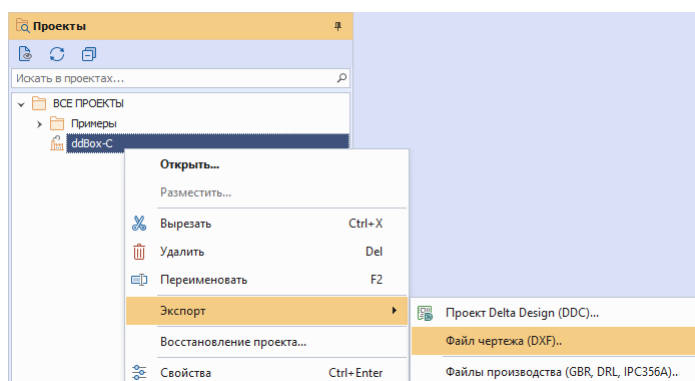 Проекты
Искать в проектах...
ВСЕ ПРОЕКТЫ
Примеры
ddBox-C
Открыть...
Разместить...
Вырезать Ctrl+X
Удалить Del
Переименовать F2
Экспорт
Проект Delta Design (DDC)...
Файл чертежа (DXF)..
Восстановление проекта...
Свойства Ctrl+Enter
Файлы производства (GBR, DRL, IPC356A)..